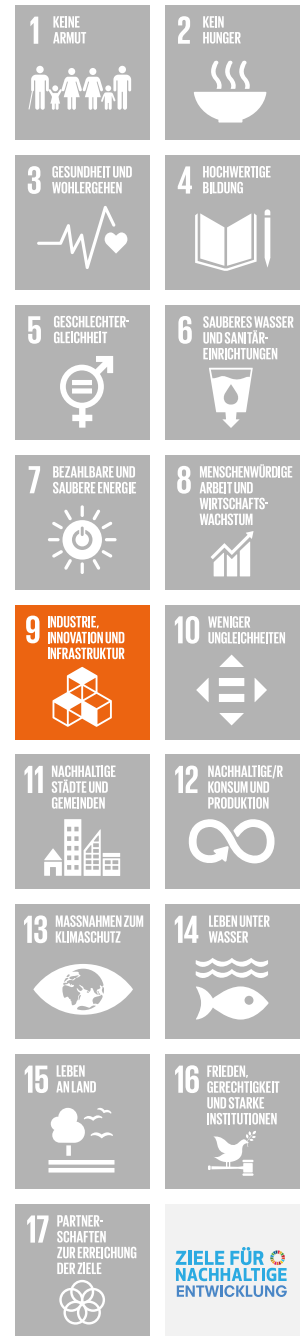 1 KEINE
ARMUT
2 KEIN
HUNGER
3 GESUNDHEIT UND
WOHLERGEHEN
4 HOCHWERTIGE
BILDUNG
5 GESCHLECHTER-
GLEICHHEIT
6 SAUBERES WASSER
UND SANITÄR-
EINRICHTUNGEN
7 BEZAHLBARE UND
SAUBERE ENERGIE
8 MENSCHENWÜRDIGE
ARBEIT UND
WIRTSCHAFTS-
WACHSTUM
9 INDUSTRIE,
INNOVATION UND
INFRASTRUKTUR
10 WENIGER
UNGLEICHHEITEN
11 NACHHALTIGE
STÄDTE UND
GEMEINDEN
12 NACHHALTIGE/R
KONSUM UND
PRODUKTION
13 MASSNAHMEN ZUM
KLIMASCHUTZ
14 LEBEN UNTER
WASSER
15 LEBEN
AN LAND
16 FRIEDEN,
GERECHTIGKEIT
UND STARKE
INSTITUTIONEN
17 PARTNER-
SCHAFTEN
ZUR ERREICHUNG
DER ZIELE
ZIELE FÜR
NACHHALTIGE
ENTWICKLUNG